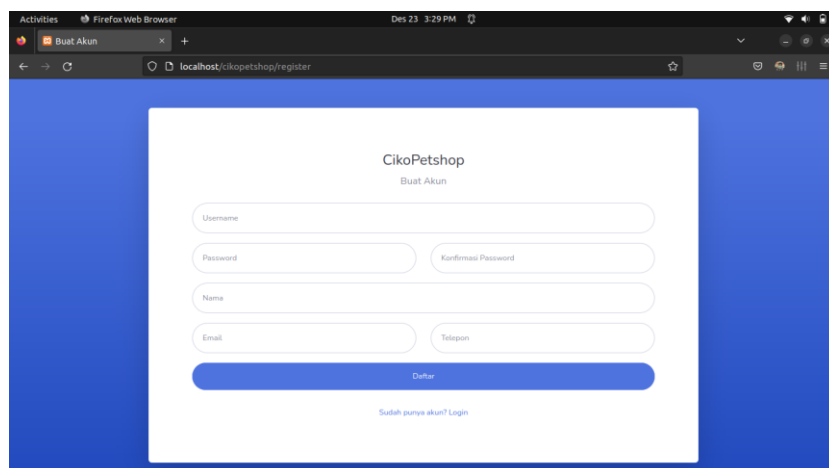 Activities Firefox Web Browser Des 23 3:29 PM
Buat Akun
localhost/cikopetshop/register
CikoPetshop
Buat Akun
Username
Password Konfirmasi Password
Nama
Email Telepon
Daftar
Sudah punya akun? Login